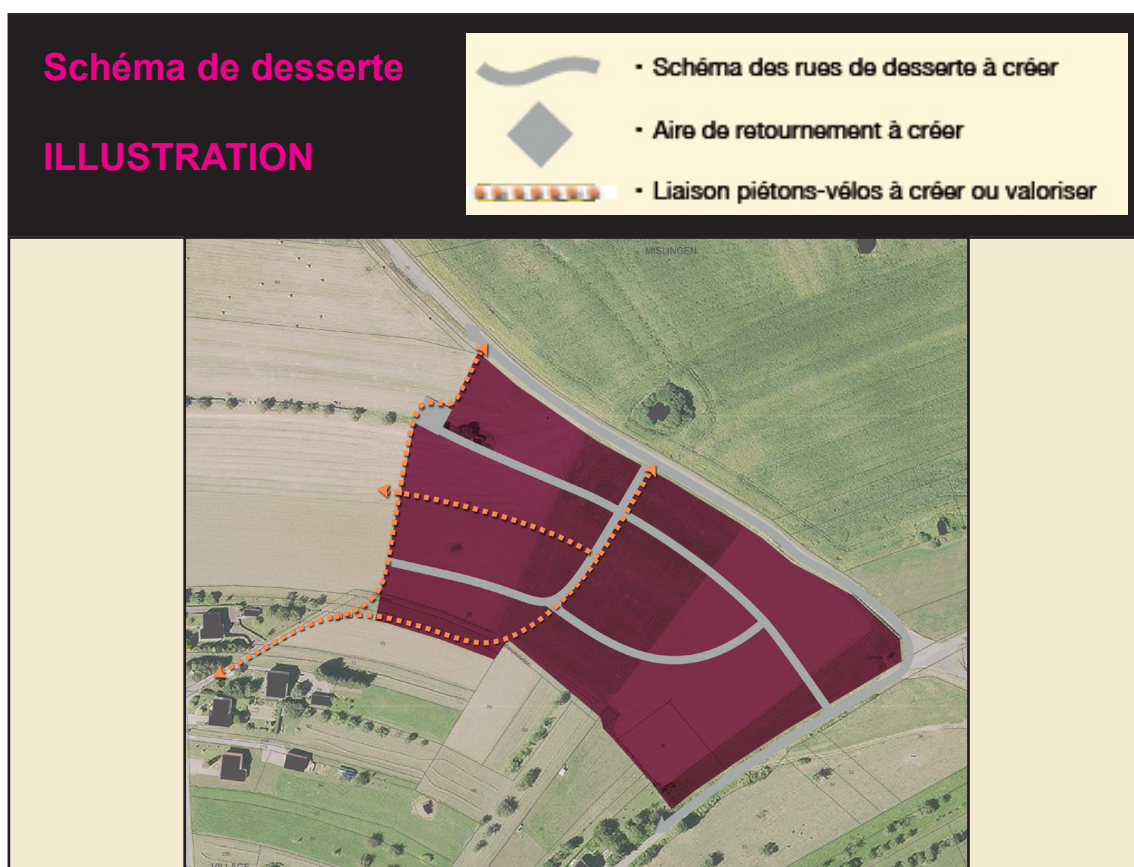 Schéma de desserte
ILLUSTRATION
· Schéma des rues de desserte à créer
· Aire de retournement à créer
· Liaison piétons-vélos à créer ou valoriser
MISLINGEN
VILLAGE